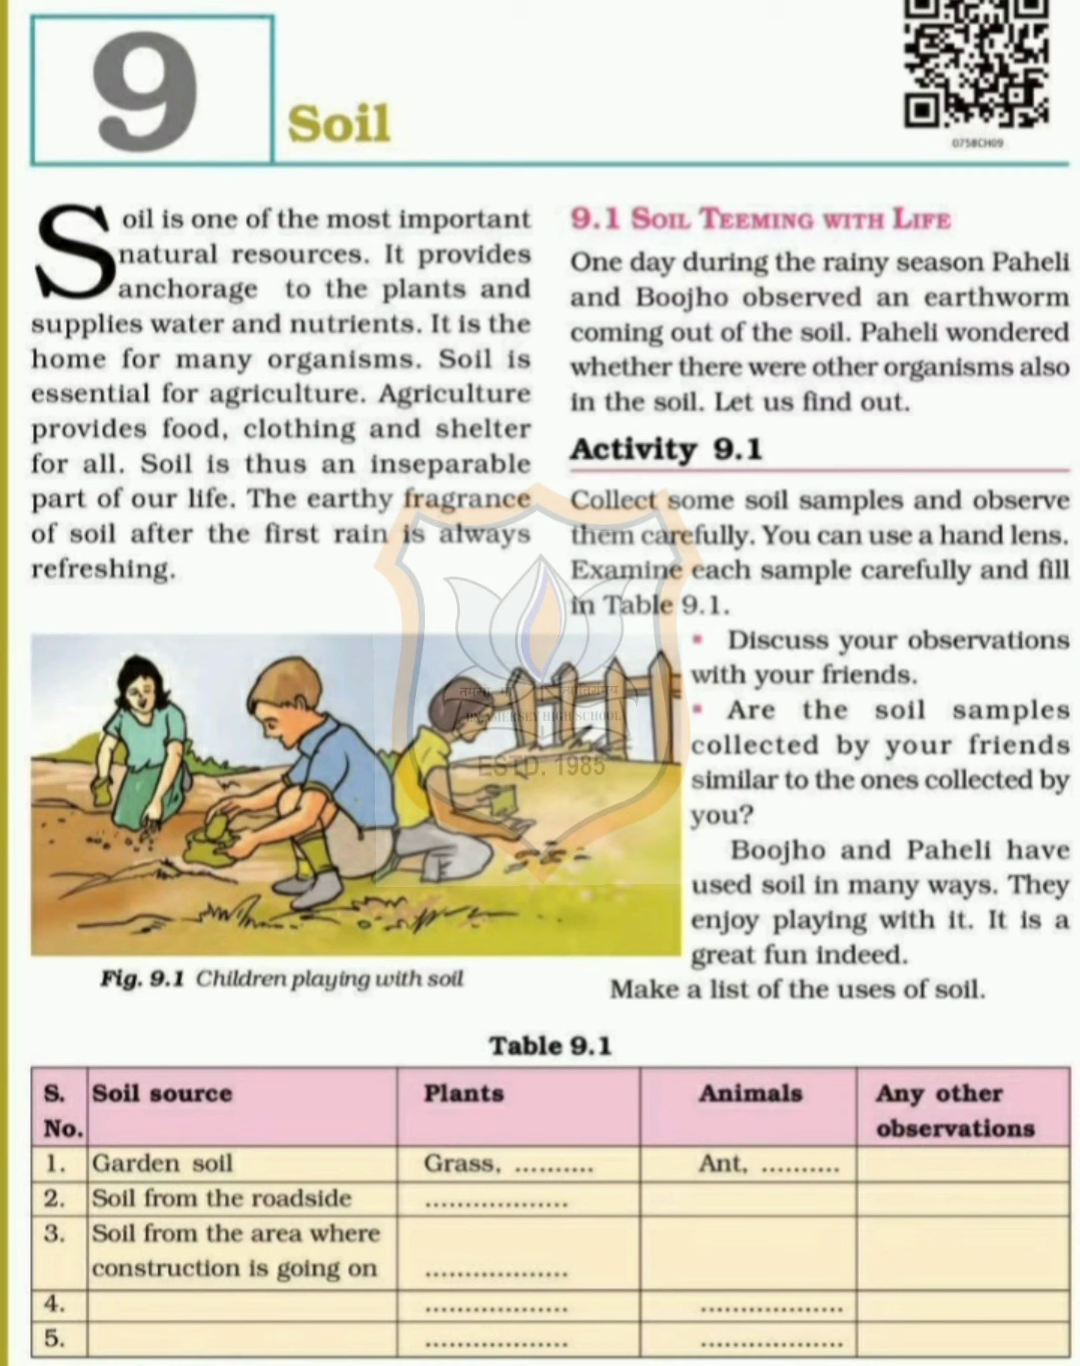 9
Soil
0758CH09
Soil is one of the most important
natural resources. It provides
anchorage to the plants and
supplies water and nutrients. It is the
home for many organisms. Soil is
essential for agriculture. Agriculture
provides food, clothing and shelter
for all. Soil is thus an inseparable
part of our life. The earthy fragrance
of soil after the first rain is always
refreshing.
Fig. 9.1 Children playing with soil
9.1 SOIL TEEMING WITH LIFE
One day during the rainy season Paheli
and Boojho observed an earthworm
coming out of the soil. Paheli wondered
whether there were other organisms also
in the soil. Let us find out.
Activity 9.1
Collect some soil samples and observe
them carefully. You can use a hand lens.
Examine each sample carefully and fill
in Table 9.1.
▪ Discuss your observations
with your friends.
▪ Are the soil samples
collected by your friends
similar to the ones collected by
you?
Boojho and Paheli have
used soil in many ways. They
enjoy playing with it. It is a
great fun indeed.
Make a list of the uses of soil.
HIGH SCHOOL
ESTD. 1985
Table 9.1
S. No. Soil source Plants Animals Any other observations
1. Garden soil Grass, .......... Ant, ..........
2. Soil from the roadside ..................
3. Soil from the area where
construction is going on ..................
4. .................. ..................
5. .................. ..................